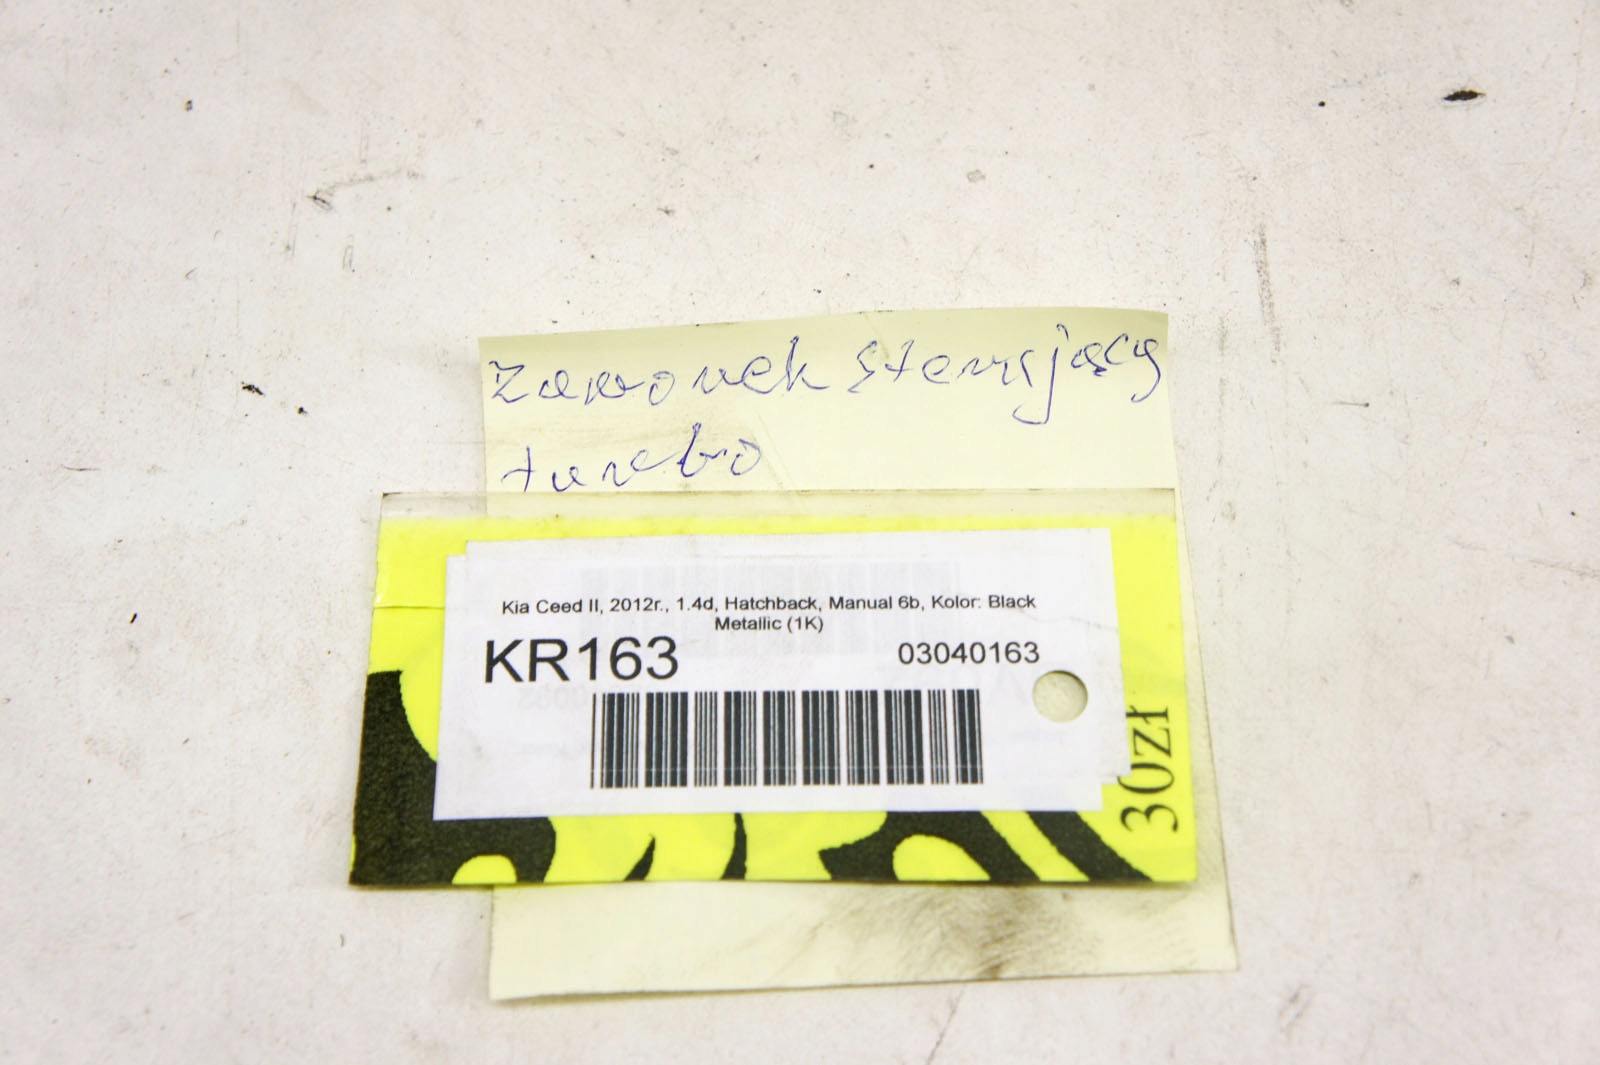 Zaworek sterujący
turbo
Kia Ceed II, 2012r., 1.4d, Hatchback, Manual 6b, Kolor: Black
Metallic (1K)
KR163
03040163
30zł